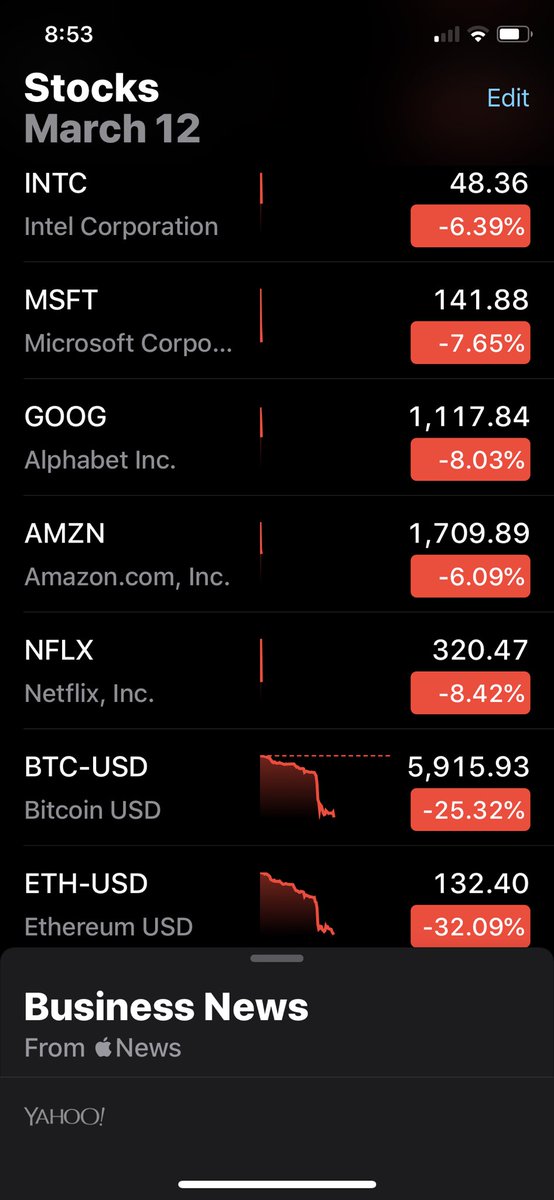 8:53
Stocks
Edit
March 12
INTC 48.36
Intel Corporation -6.39%
MSFT 141.88
Microsoft Corpo... -7.65%
GOOG 1,117.84
Alphabet Inc. -8.03%
AMZN 1,709.89
Amazon.com, Inc. -6.09%
NFLX 320.47
Netflix, Inc. -8.42%
BTC-USD 5,915.93
Bitcoin USD -25.32%
ETH-USD 132.40
Ethereum USD -32.09%
Business News
From News
YAHOO!